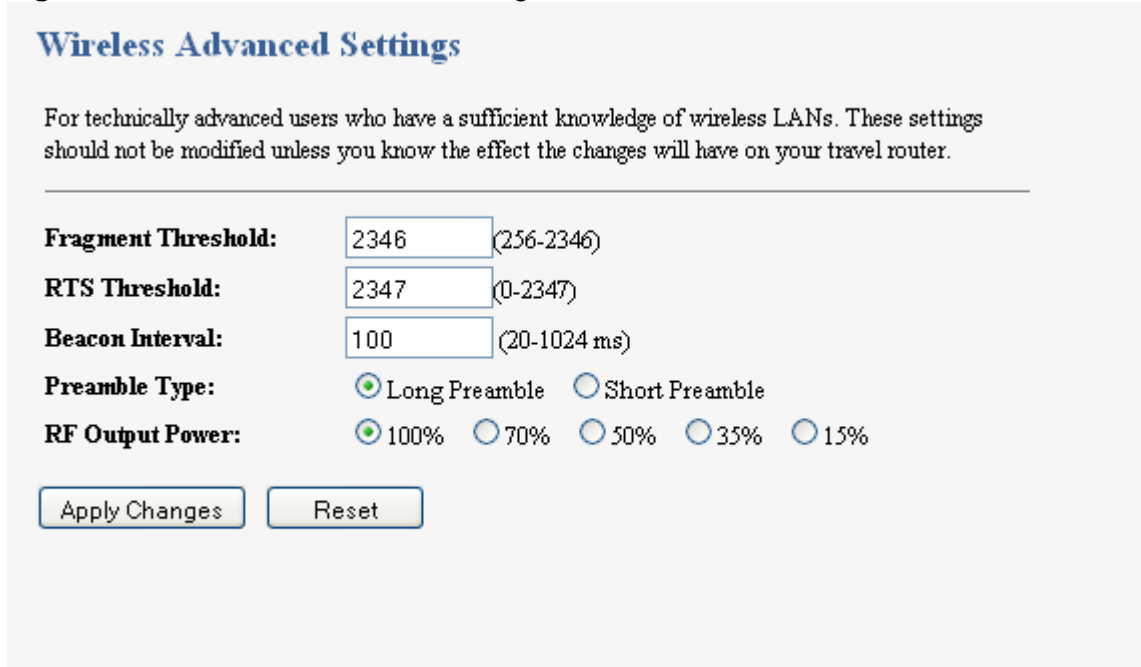 Wireless Advanced Settings
For technically advanced users who have a sufficient knowledge of wireless LANs. These settings
should not be modified unless you know the effect the changes will have on your travel router.
Fragment Threshold: 2346 (256-2346)
RTS Threshold: 2347 (0-2347)
Beacon Interval: 100 (20-1024 ms)
Preamble Type: Long Preamble Short Preamble
RF Output Power: 100% 70% 50% 35% 15%
Apply Changes Reset